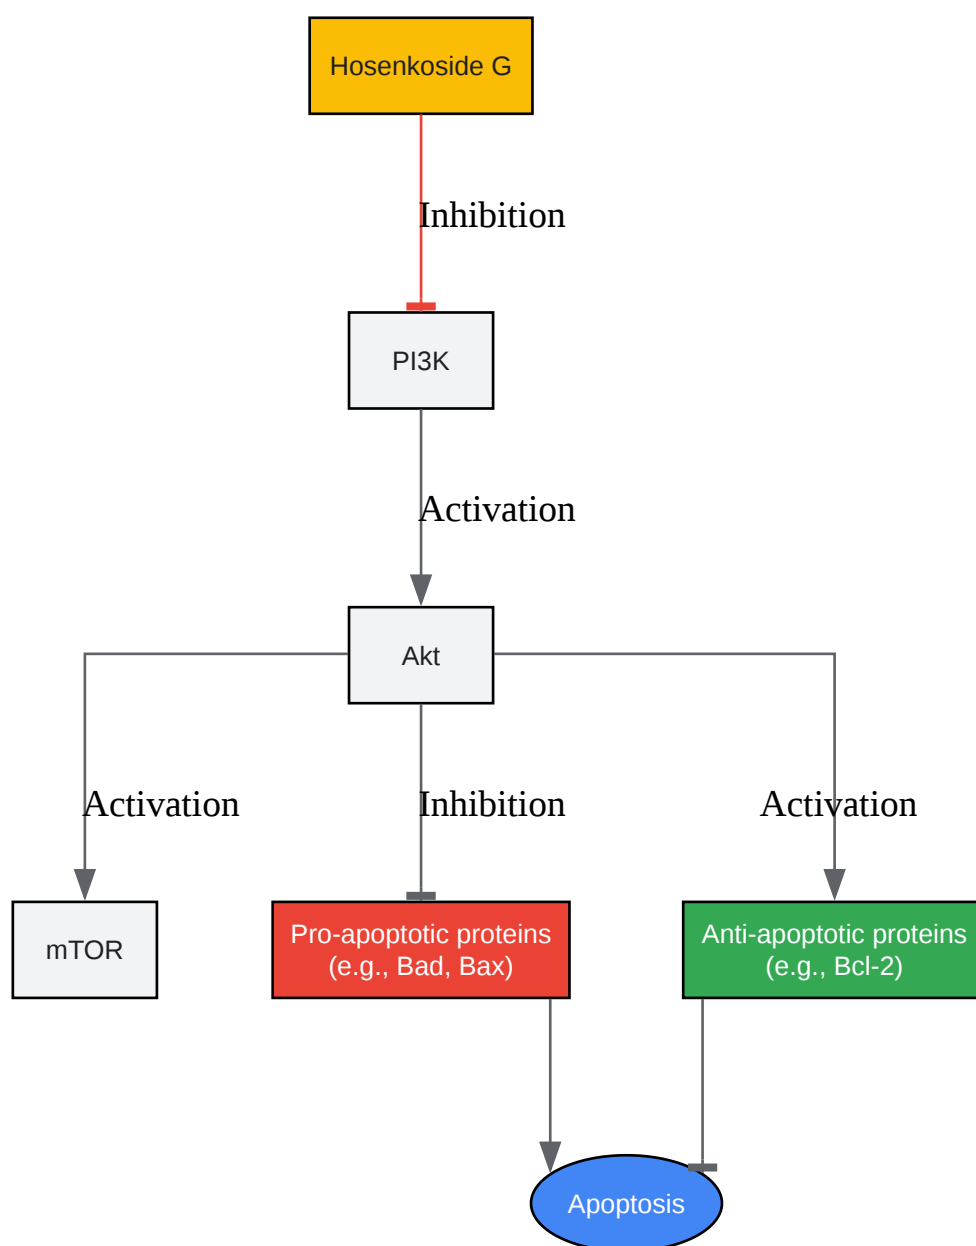 Hosenkoside G
Inhibition
PI3K
Activation
Akt
Activation
Inhibition
Activation
mTOR
Pro-apoptotic proteins
(e.g., Bad, Bax)
Anti-apoptotic proteins
(e.g., Bcl-2)
Apoptosis